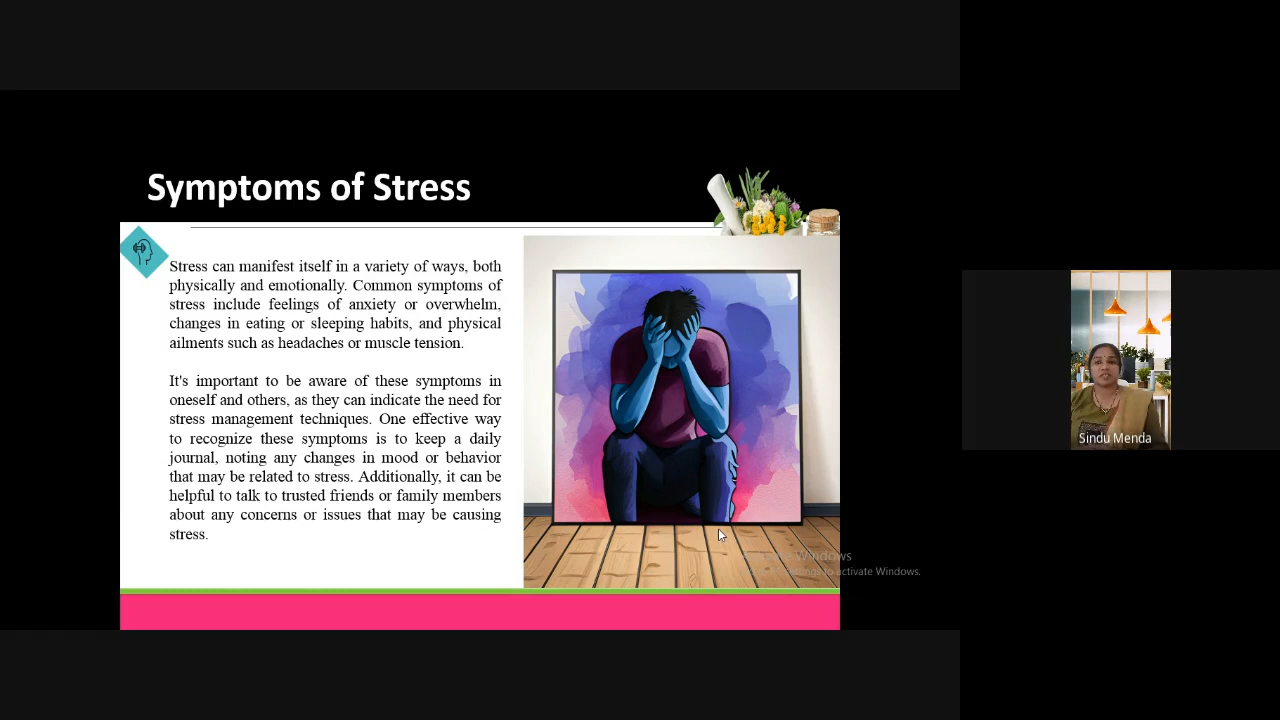 Symptoms of Stress
Stress can manifest itself in a variety of ways, both
physically and emotionally. Common symptoms of
stress include feelings of anxiety or overwhelm,
changes in eating or sleeping habits, and physical
ailments such as headaches or muscle tension.
It's important to be aware of these symptoms in
oneself and others, as they can indicate the need for
stress management techniques. One effective way
to recognize these symptoms is to keep a daily
journal, noting any changes in mood or behavior
that may be related to stress. Additionally, it can be
helpful to talk to trusted friends or family members
about any concerns or issues that may be causing
stress.
Sindu Menda
Windows
to activate Windows.